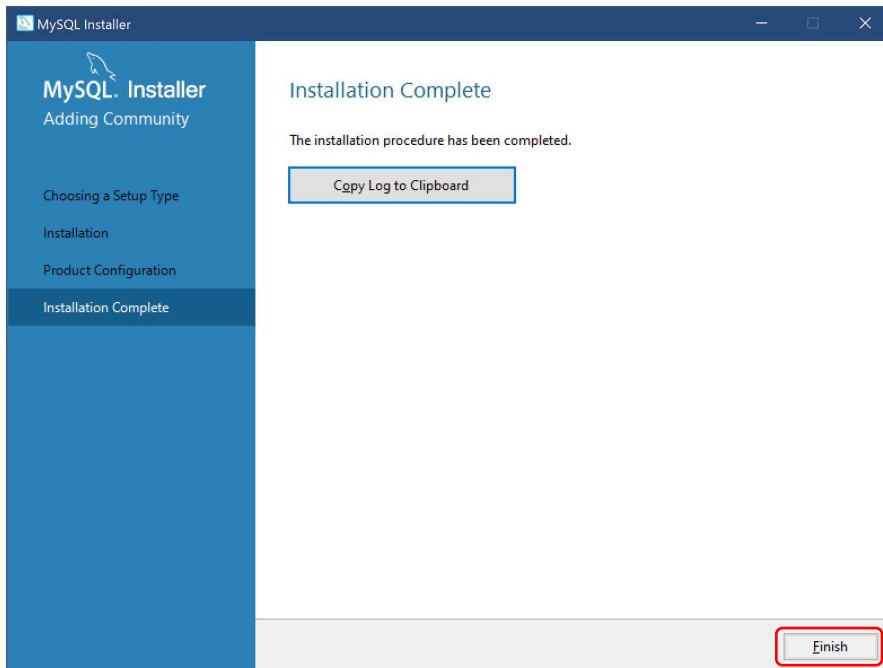 MySQL Installer
MySQL. Installer
Adding Community
Choosing a Setup Type
Installation
Product Configuration
Installation Complete
Installation Complete
The installation procedure has been completed.
Copy Log to Clipboard
Finish